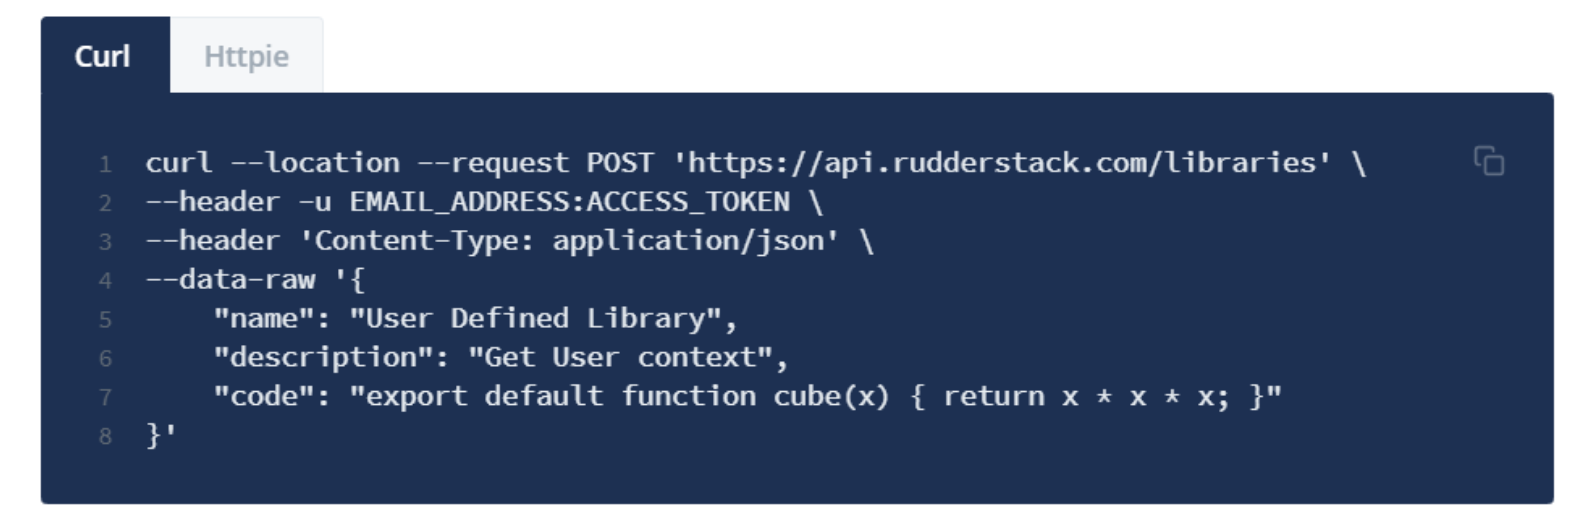 Curl Httpie
1 curl --location --request POST 'https://api.rudderstack.com/libraries' \
2 --header -u EMAIL_ADDRESS:ACCESS_TOKEN \
3 --header 'Content-Type: application/json' \
4 --data-raw '{
5     "name": "User Defined Library",
6     "description": "Get User context",
7     "code": "export default function cube(x) { return x * x * x; }"
8 }'